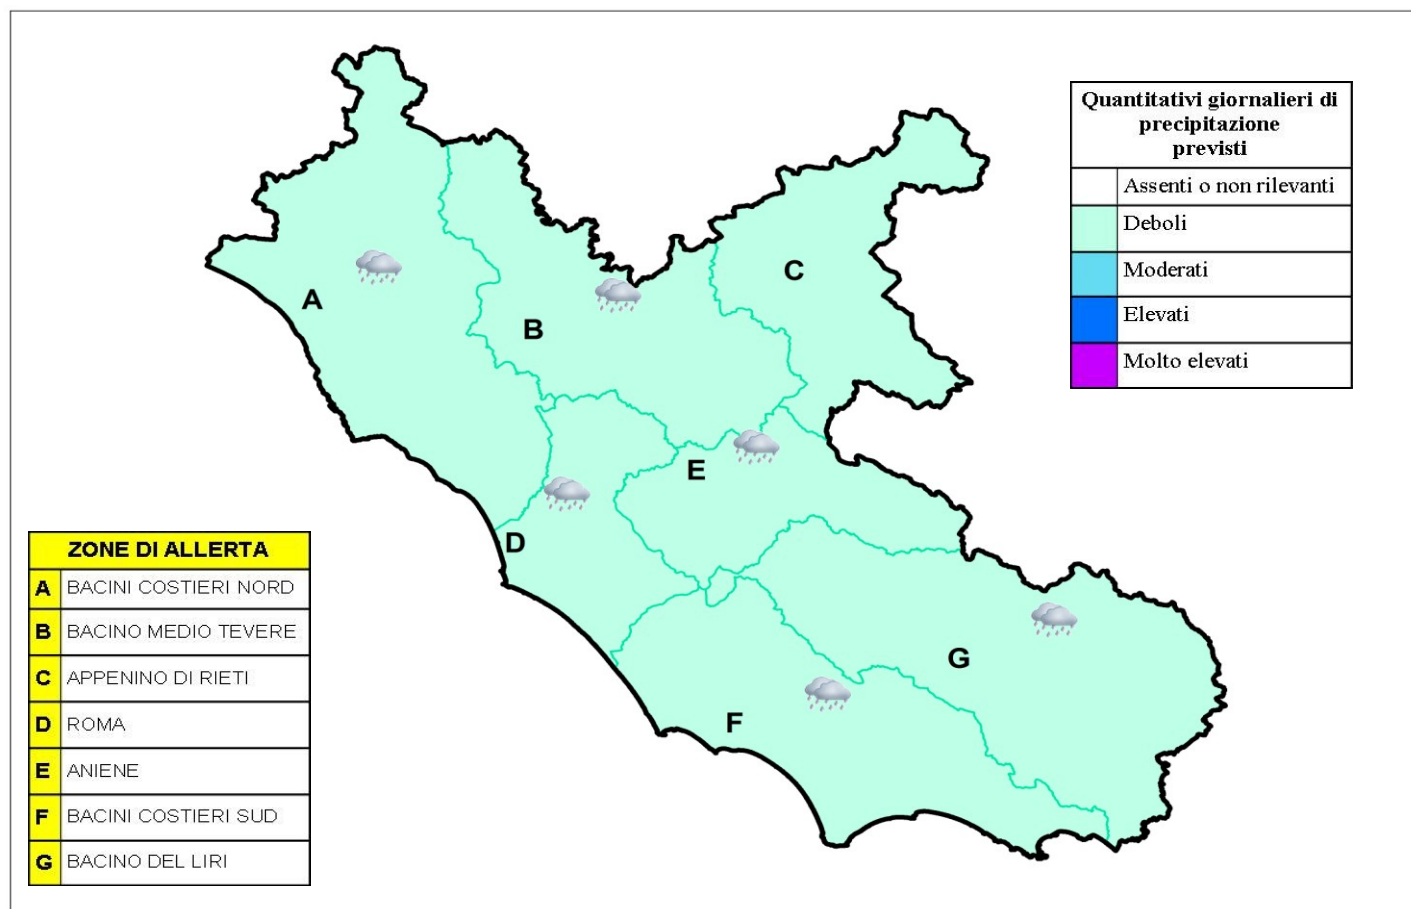 Quantitativi giornalieri di
precipitazione
previsti
Assenti o non rilevanti
Deboli
Moderati
Elevati
Molto elevati
A
B
C
D
E
F
G
ZONE DI ALLERTA
A BACINI COSTIERI NORD
B BACINO MEDIO TEVERE
C APPENINO DI RIETI
D ROMA
E ANIENE
F BACINI COSTIERI SUD
G BACINO DEL LIRI